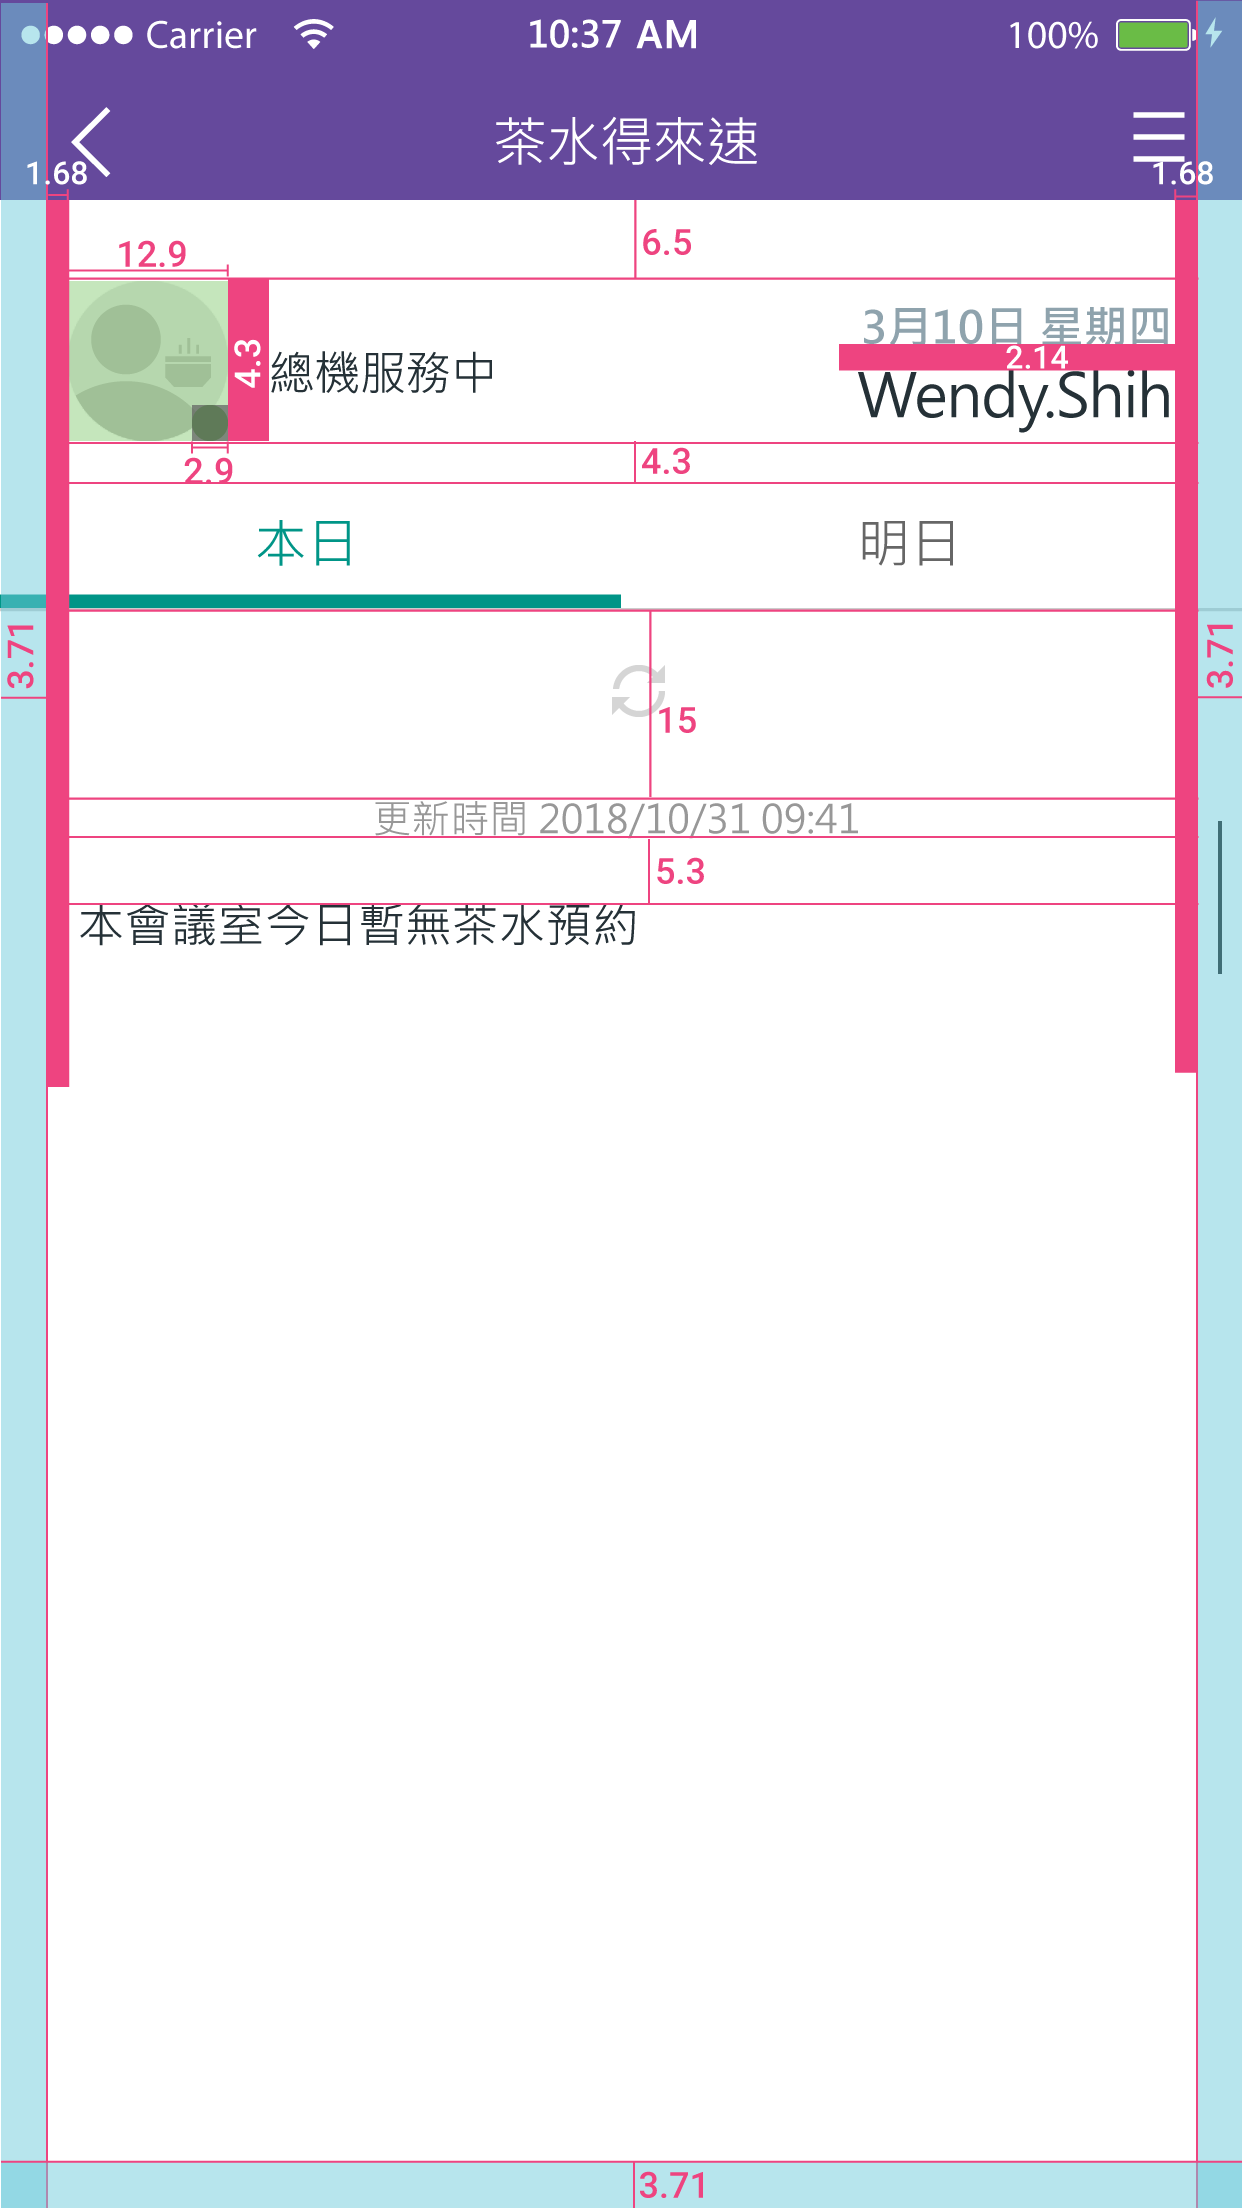 Carrier 10:37 AM 100%
茶水得來速
1.68 1.68
6.5
12.9
3月10日 星期四
4.3 總機服務中
2.14
Wendy.Shih
2.9 4.3
本日 明日
3.71 3.71
15
更新時間 2018/10/31 09:41
5.3
本會議室今日暫無茶水預約
3.71